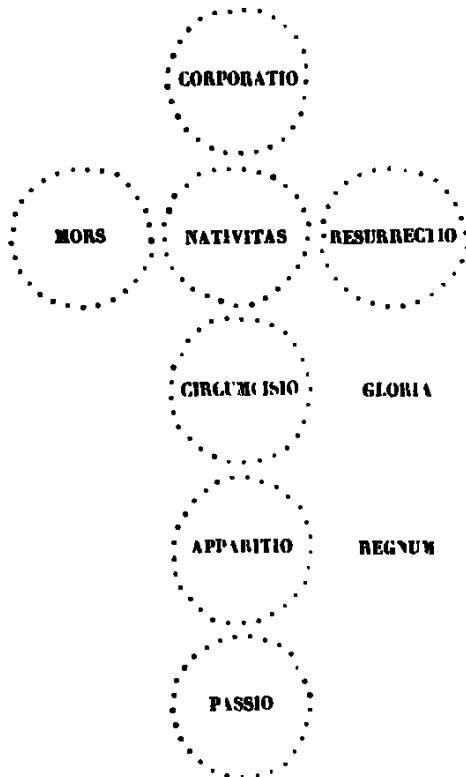 CORPORATIO
MORS NATIVITAS RESURRECTIO
CIRCUMCISIO GLORIA
APPARITIO REGNUM
PASSIO